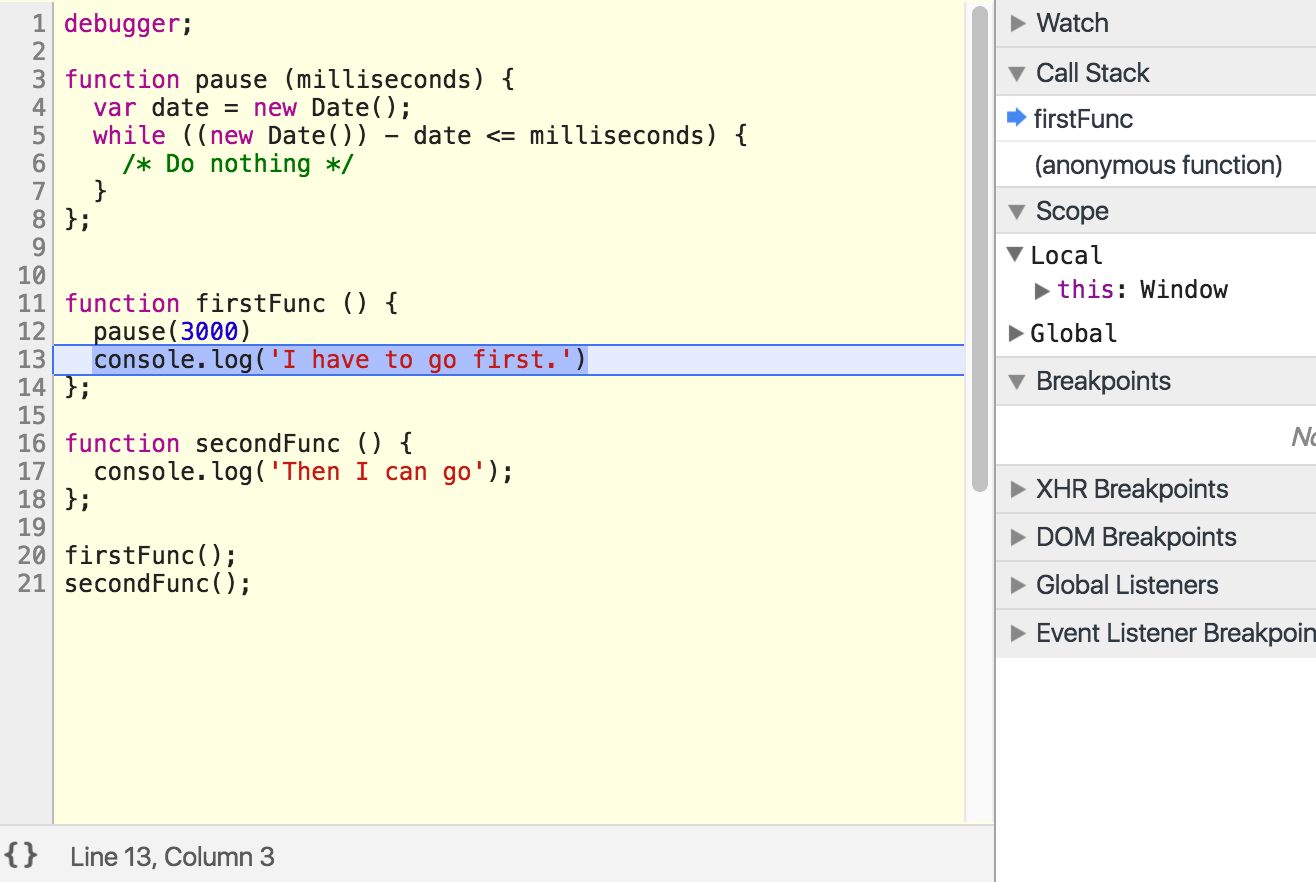 1 debugger;
2
3 function pause (milliseconds) {
4   var date = new Date();
5   while ((new Date()) - date <= milliseconds) {
6     /* Do nothing */
7   }
8 };
9
10
11 function firstFunc () {
12   pause(3000)
13   console.log('I have to go first.')
14 };
15
16 function secondFunc () {
17   console.log('Then I can go');
18 };
19
20 firstFunc();
21 secondFunc();
{} Line 13, Column 3
Watch
Call Stack
firstFunc
(anonymous function)
Scope
Local
this: Window
Global
Breakpoints
XHR Breakpoints
DOM Breakpoints
Global Listeners
Event Listener Breakpoin